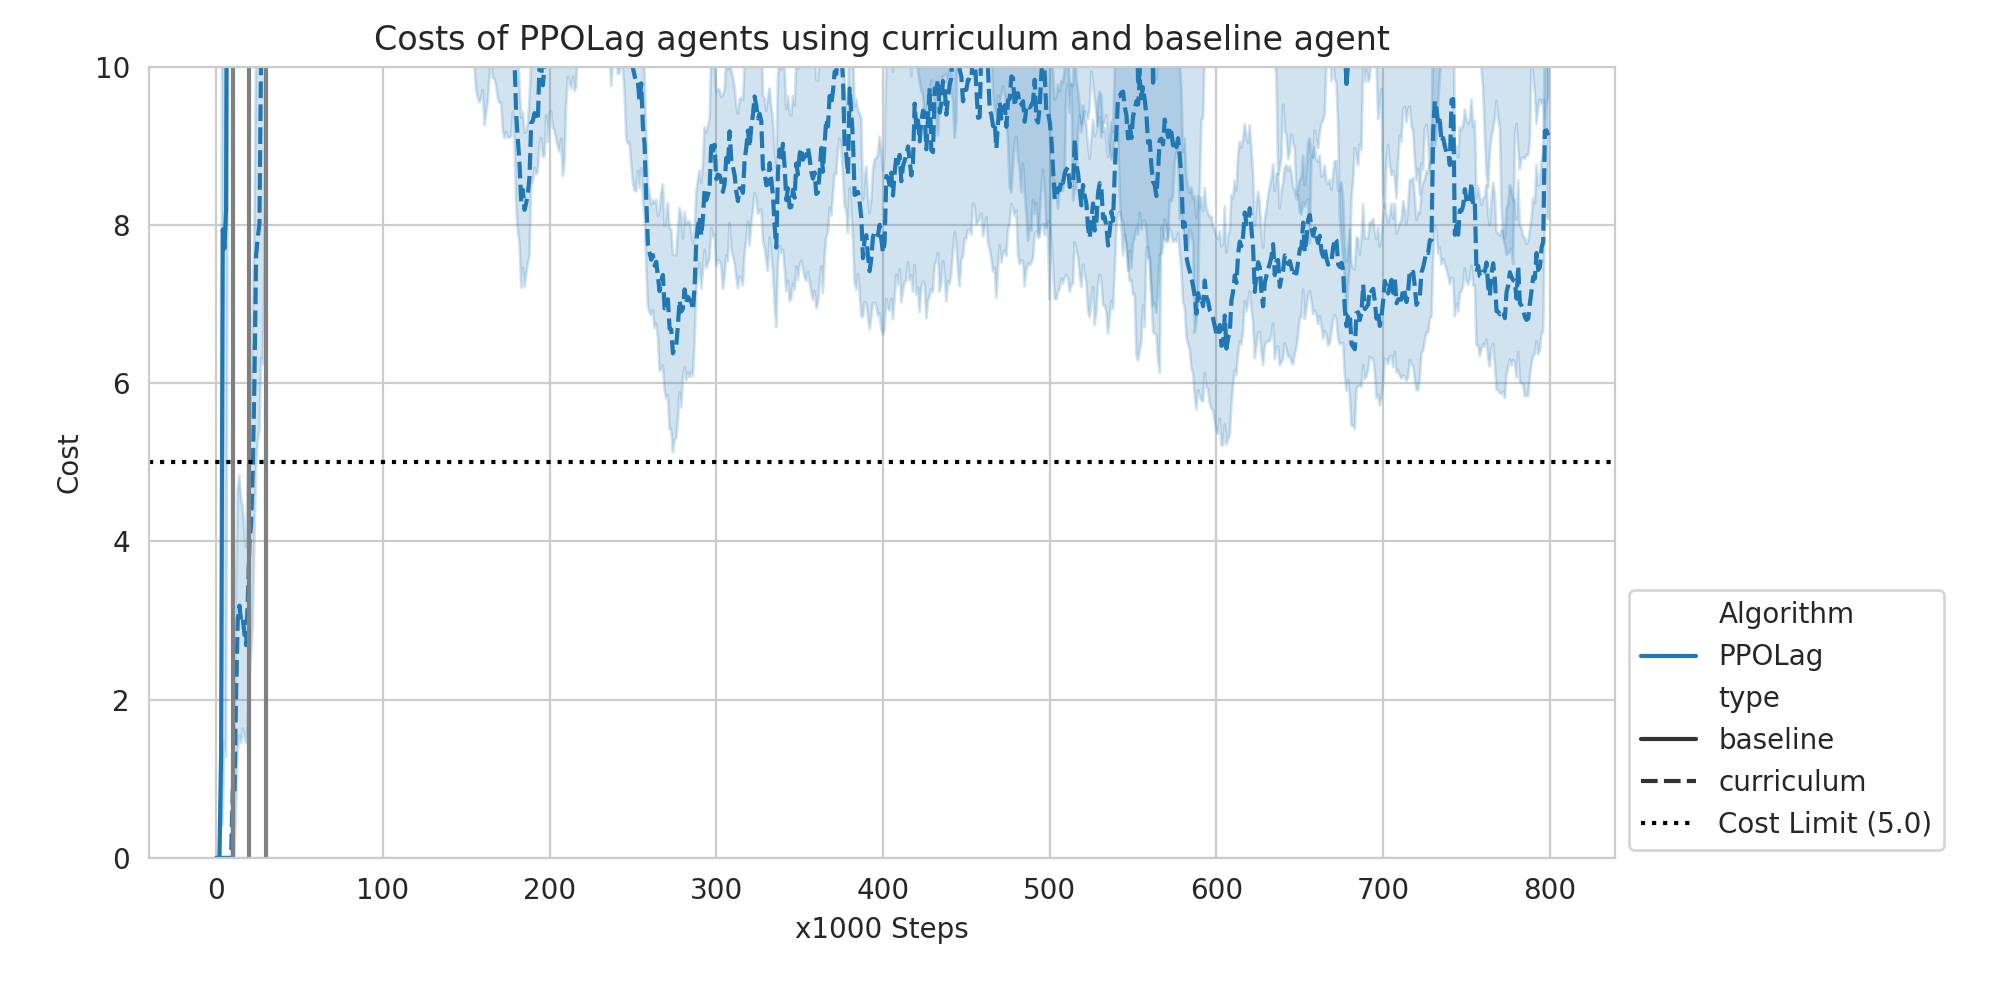 Costs of PPOLag agents using curriculum and baseline agent
10
8
6
4
2
0
Cost
0 100 200 300 400 500 600 700 800
x1000 Steps
Algorithm
PPOLag
type
baseline
curriculum
Cost Limit (5.0)